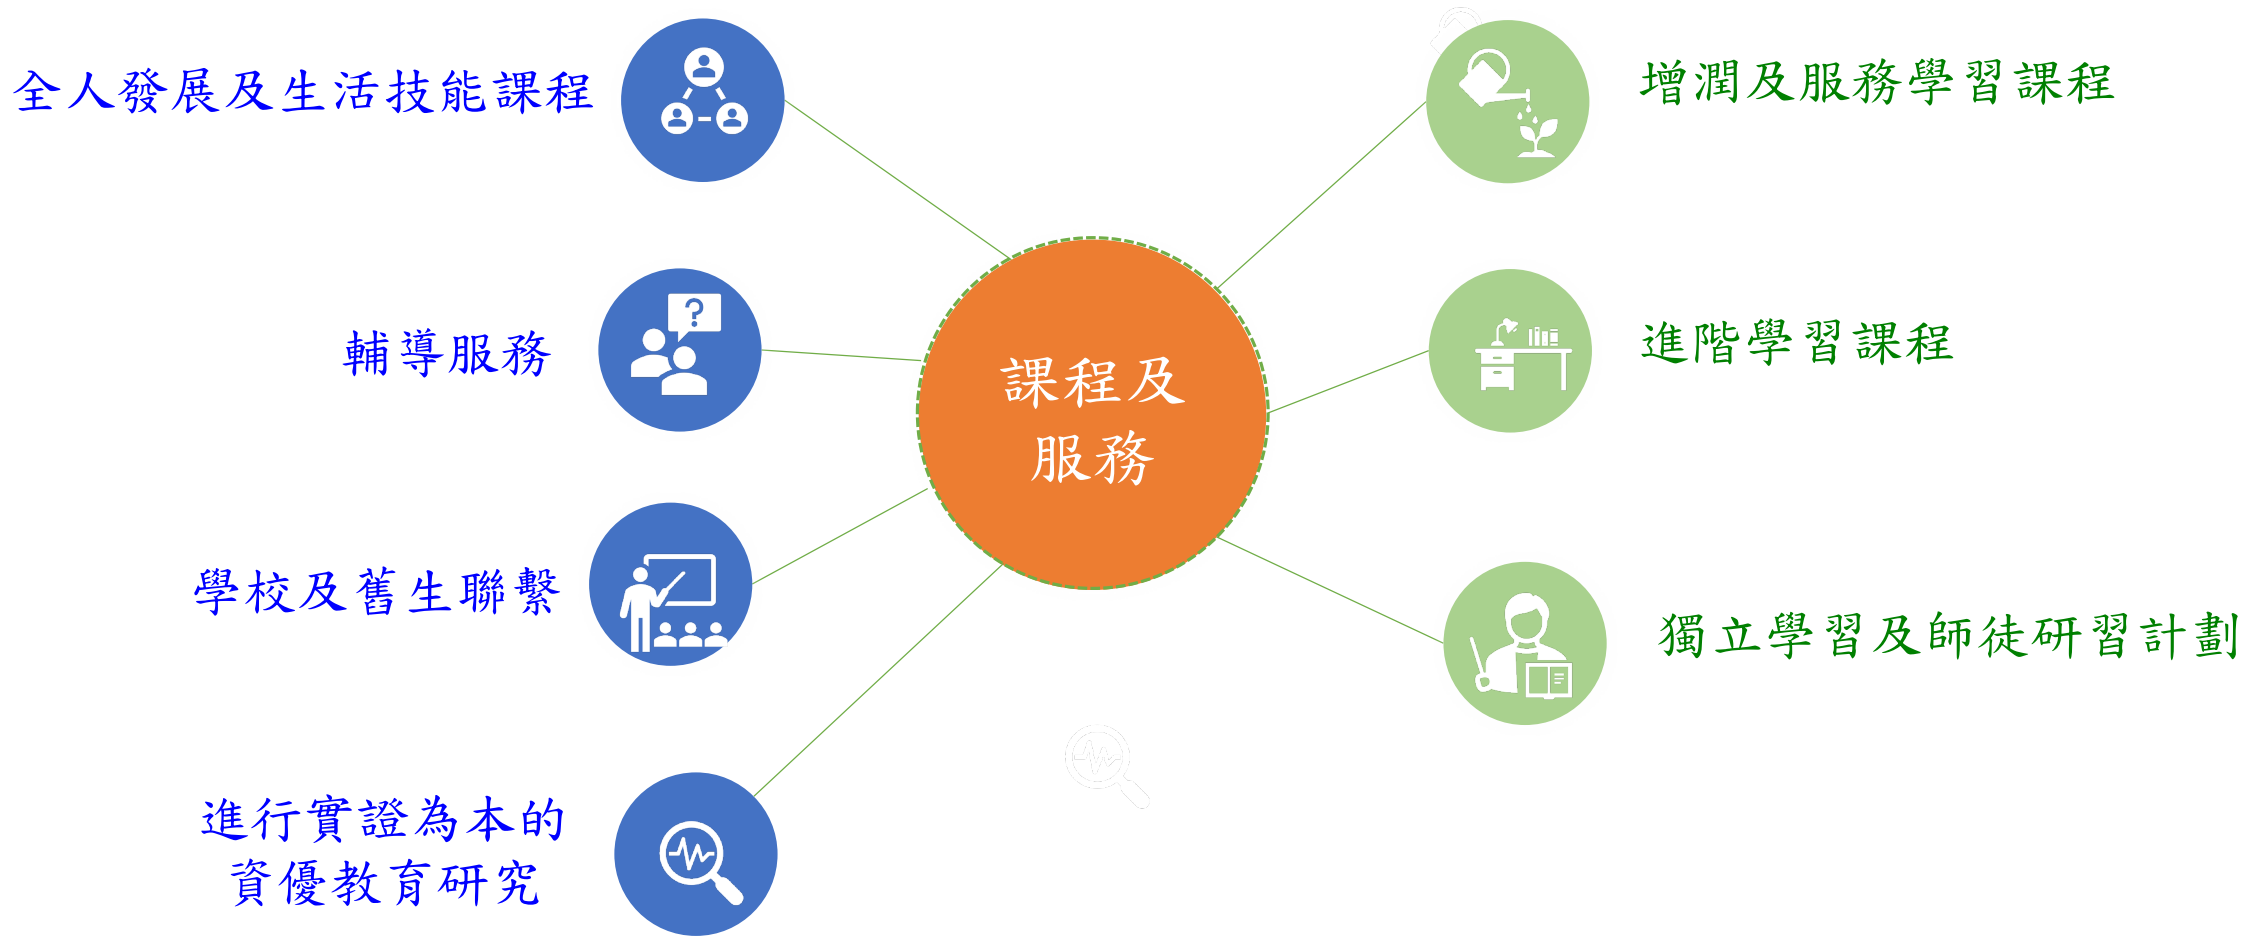 全人發展及生活技能課程
輔導服務
學校及舊生聯繫
進行實證為本的
資優教育研究
課程及
服務
增潤及服務學習課程
進階學習課程
獨立學習及師徒研習計劃